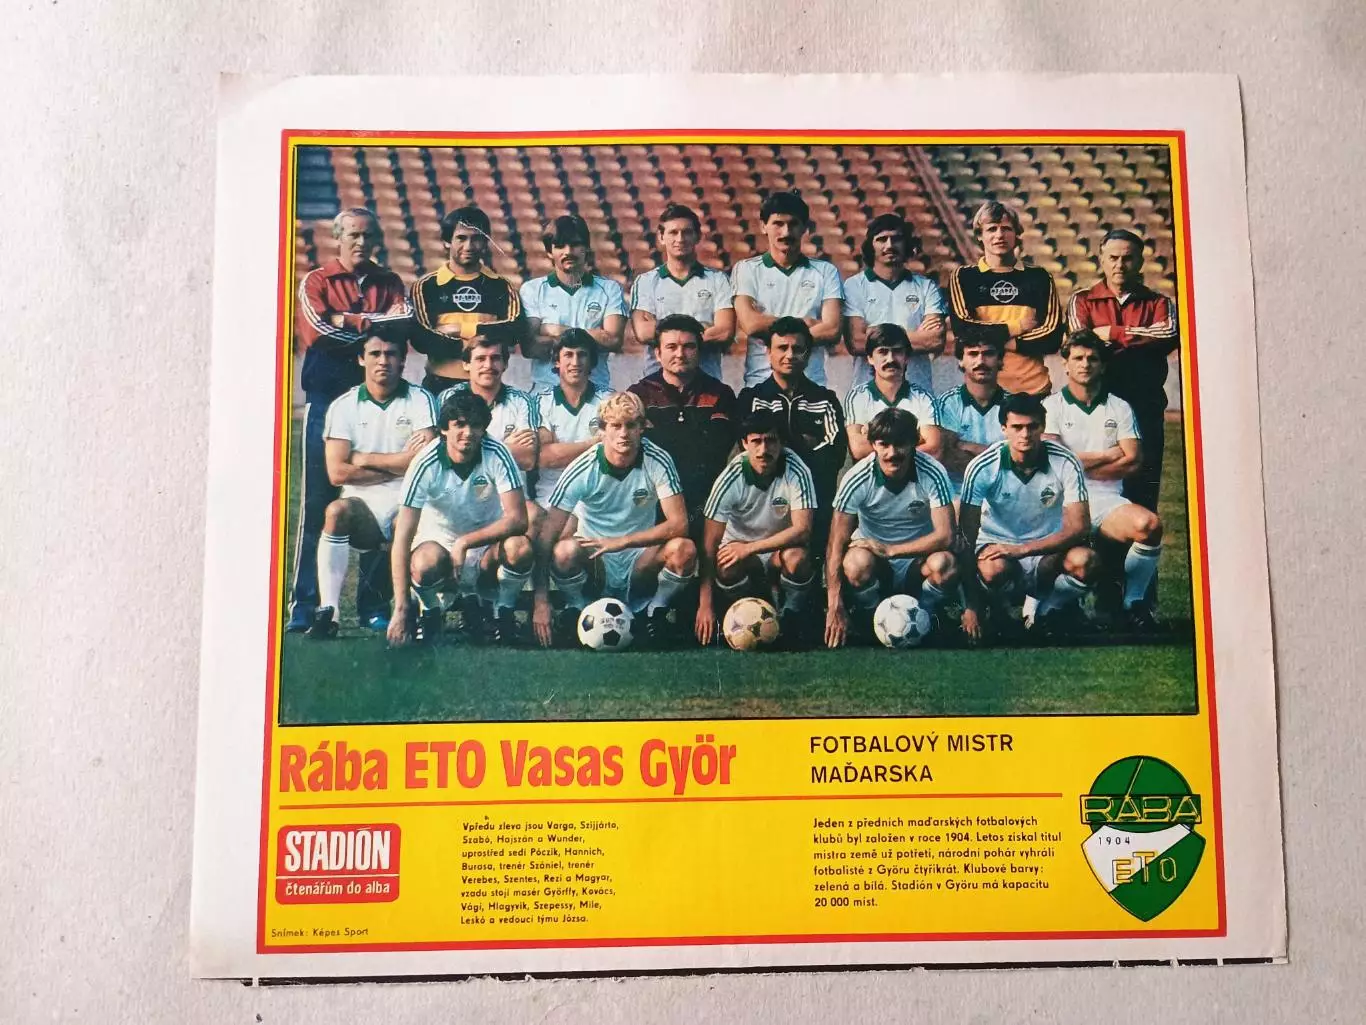 Rába ETO Vasas Györ
FOTBALOVÝ MISTR
MAĎARSKA
STADIÓN
čtenářům do alba
Snímek: Képes Sport
Vpředu zleva jsou Varga, Szijjárto,
Szabó, Hajszán a Wunder,
uprostřed sedí Póczik, Hannich,
Burasa, trenér Szániel, trenér
Verebes, Szentes, Rezi a Magyar,
vzadu stojí masér Györffy, Kovács,
Vági, Hlagyvik, Szepessy, Mile,
Leskó a vedoucí týmu Józsa.
Jeden z předních maďarských fotbalových
klubů byl založen v roce 1904. Letos získal titul
mistra země už potřetí, národní pohár vyhráli
fotbalisté z Györu čtyřikrát. Klubové barvy:
zelená a bílá. Stadión v Györu má kapacitu
20 000 míst.
RÁBA
1904
ETO